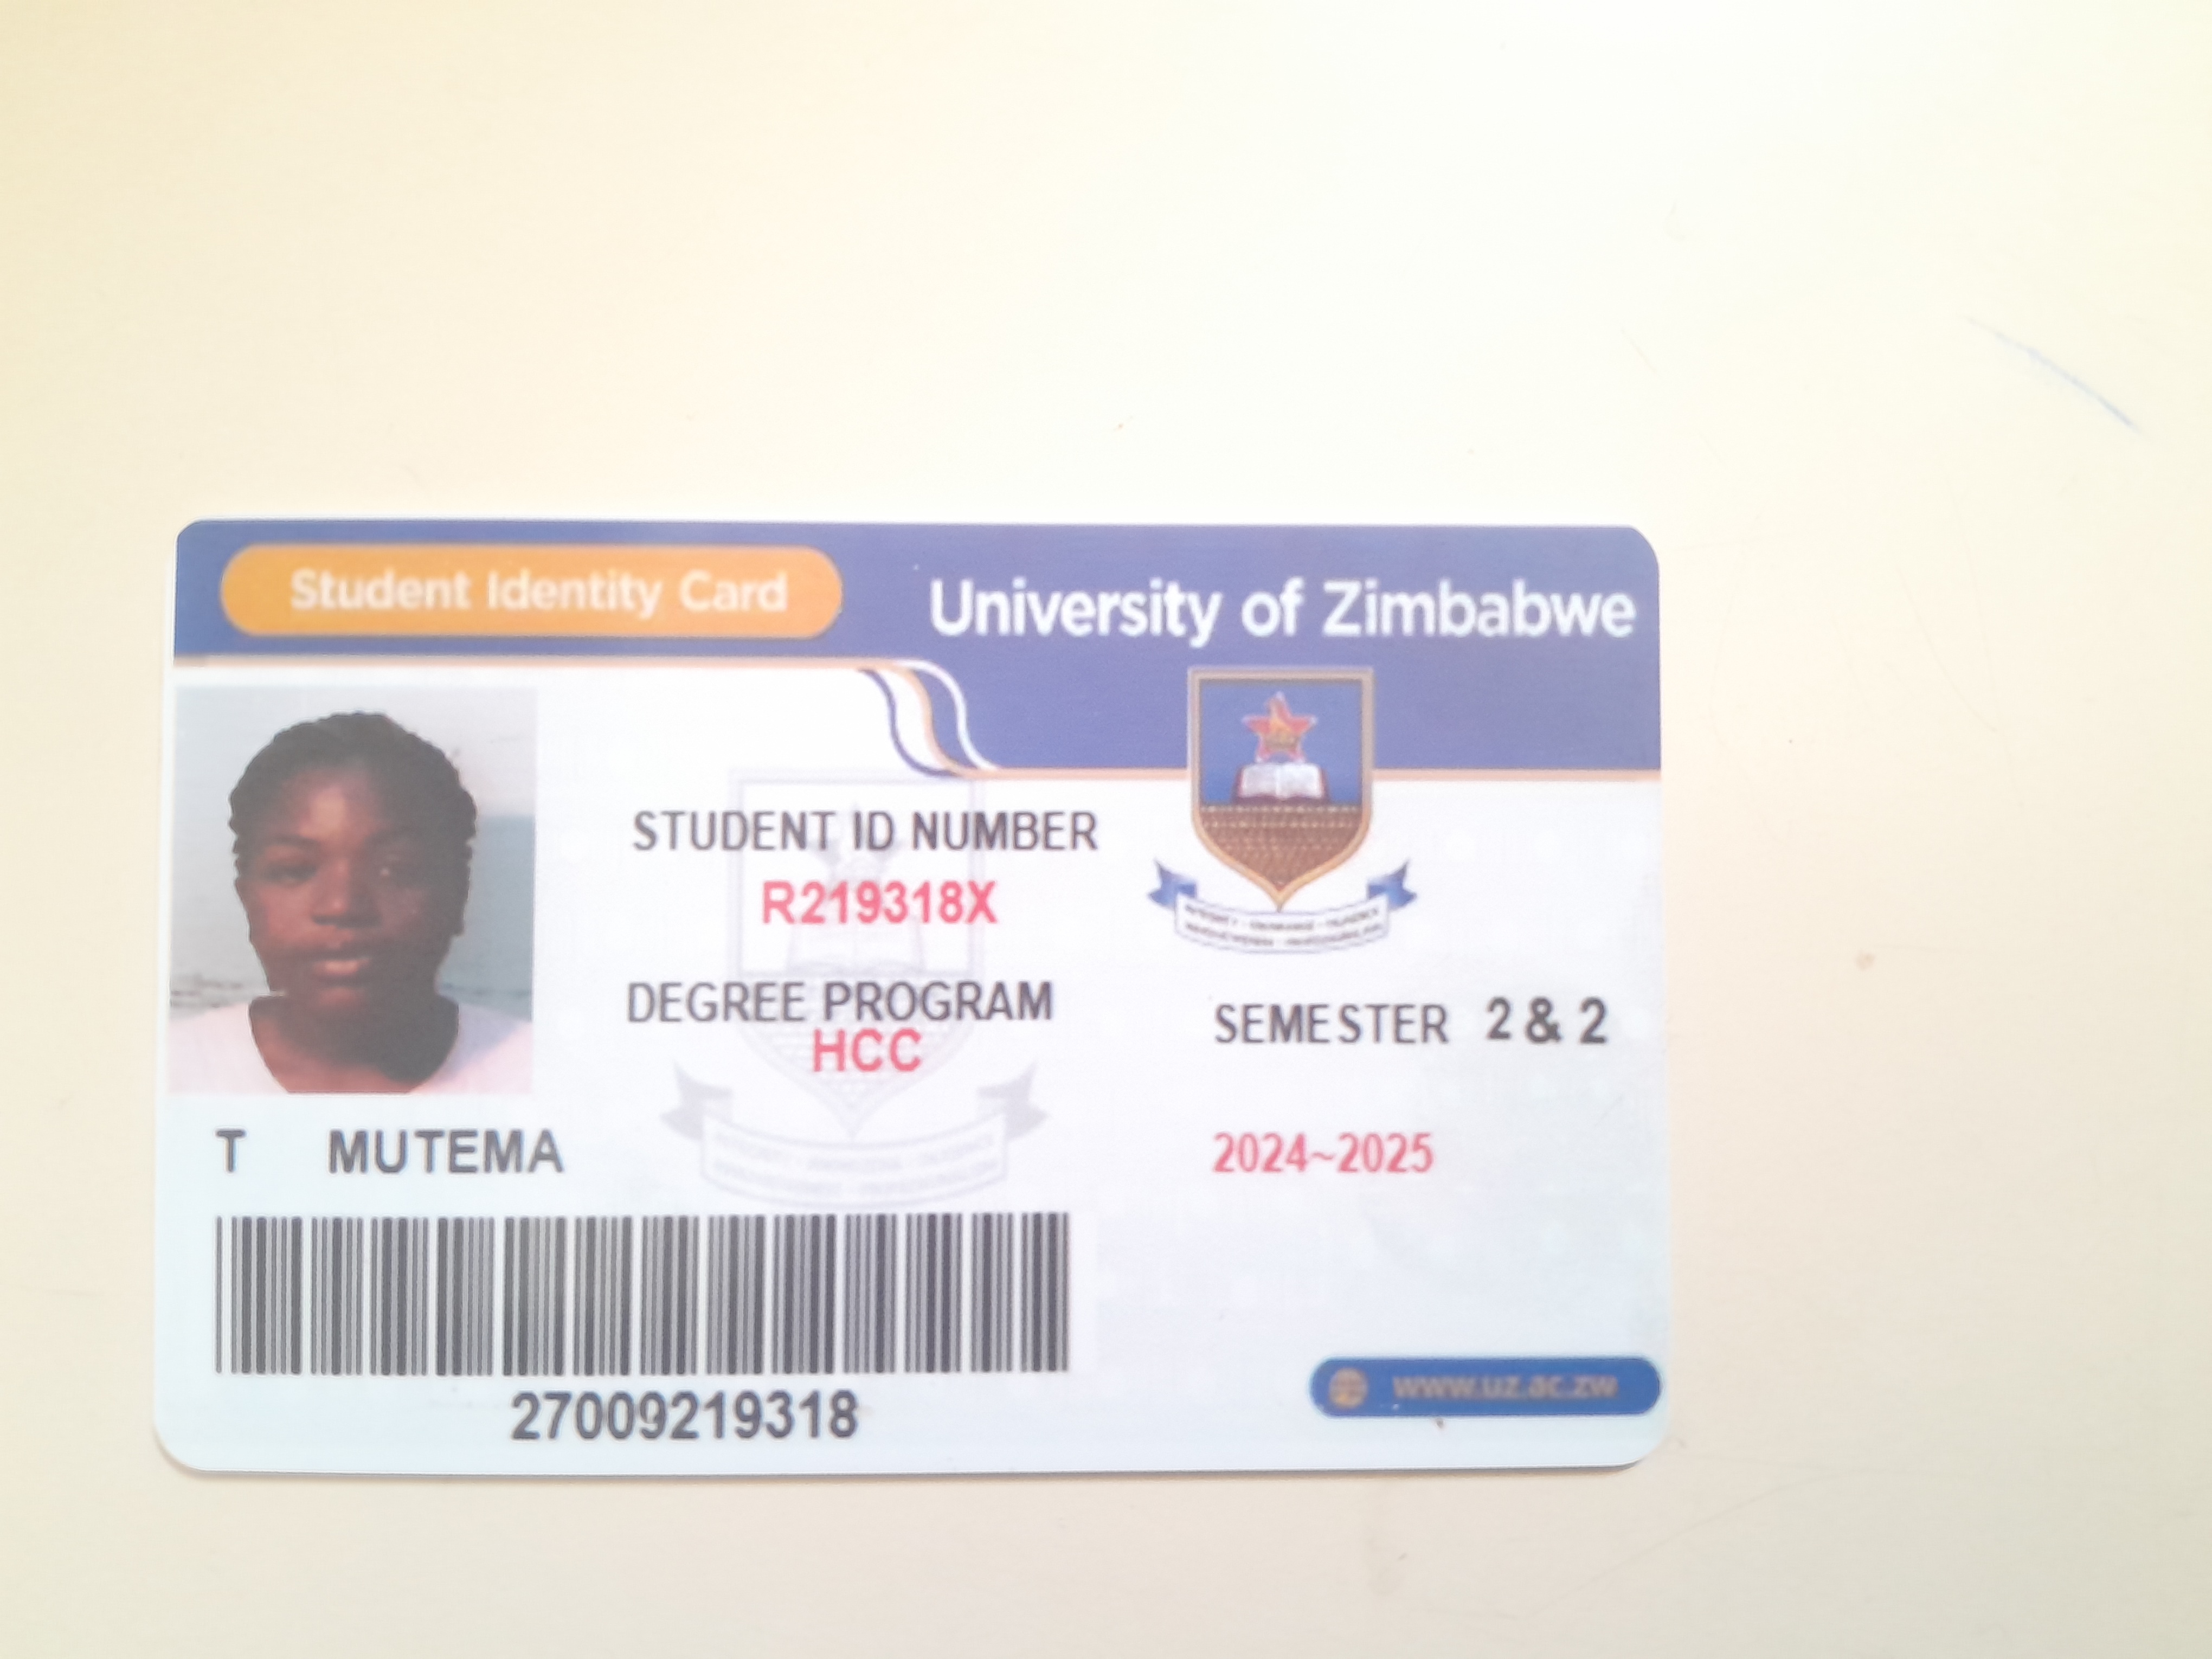 Student Identity Card
University of Zimbabwe
STUDENT ID NUMBER
R219318X
DEGREE PROGRAM
HCC
SEMESTER 2 & 2
T MUTEMA
2024~2025
27009219318
www.uz.ac.zw